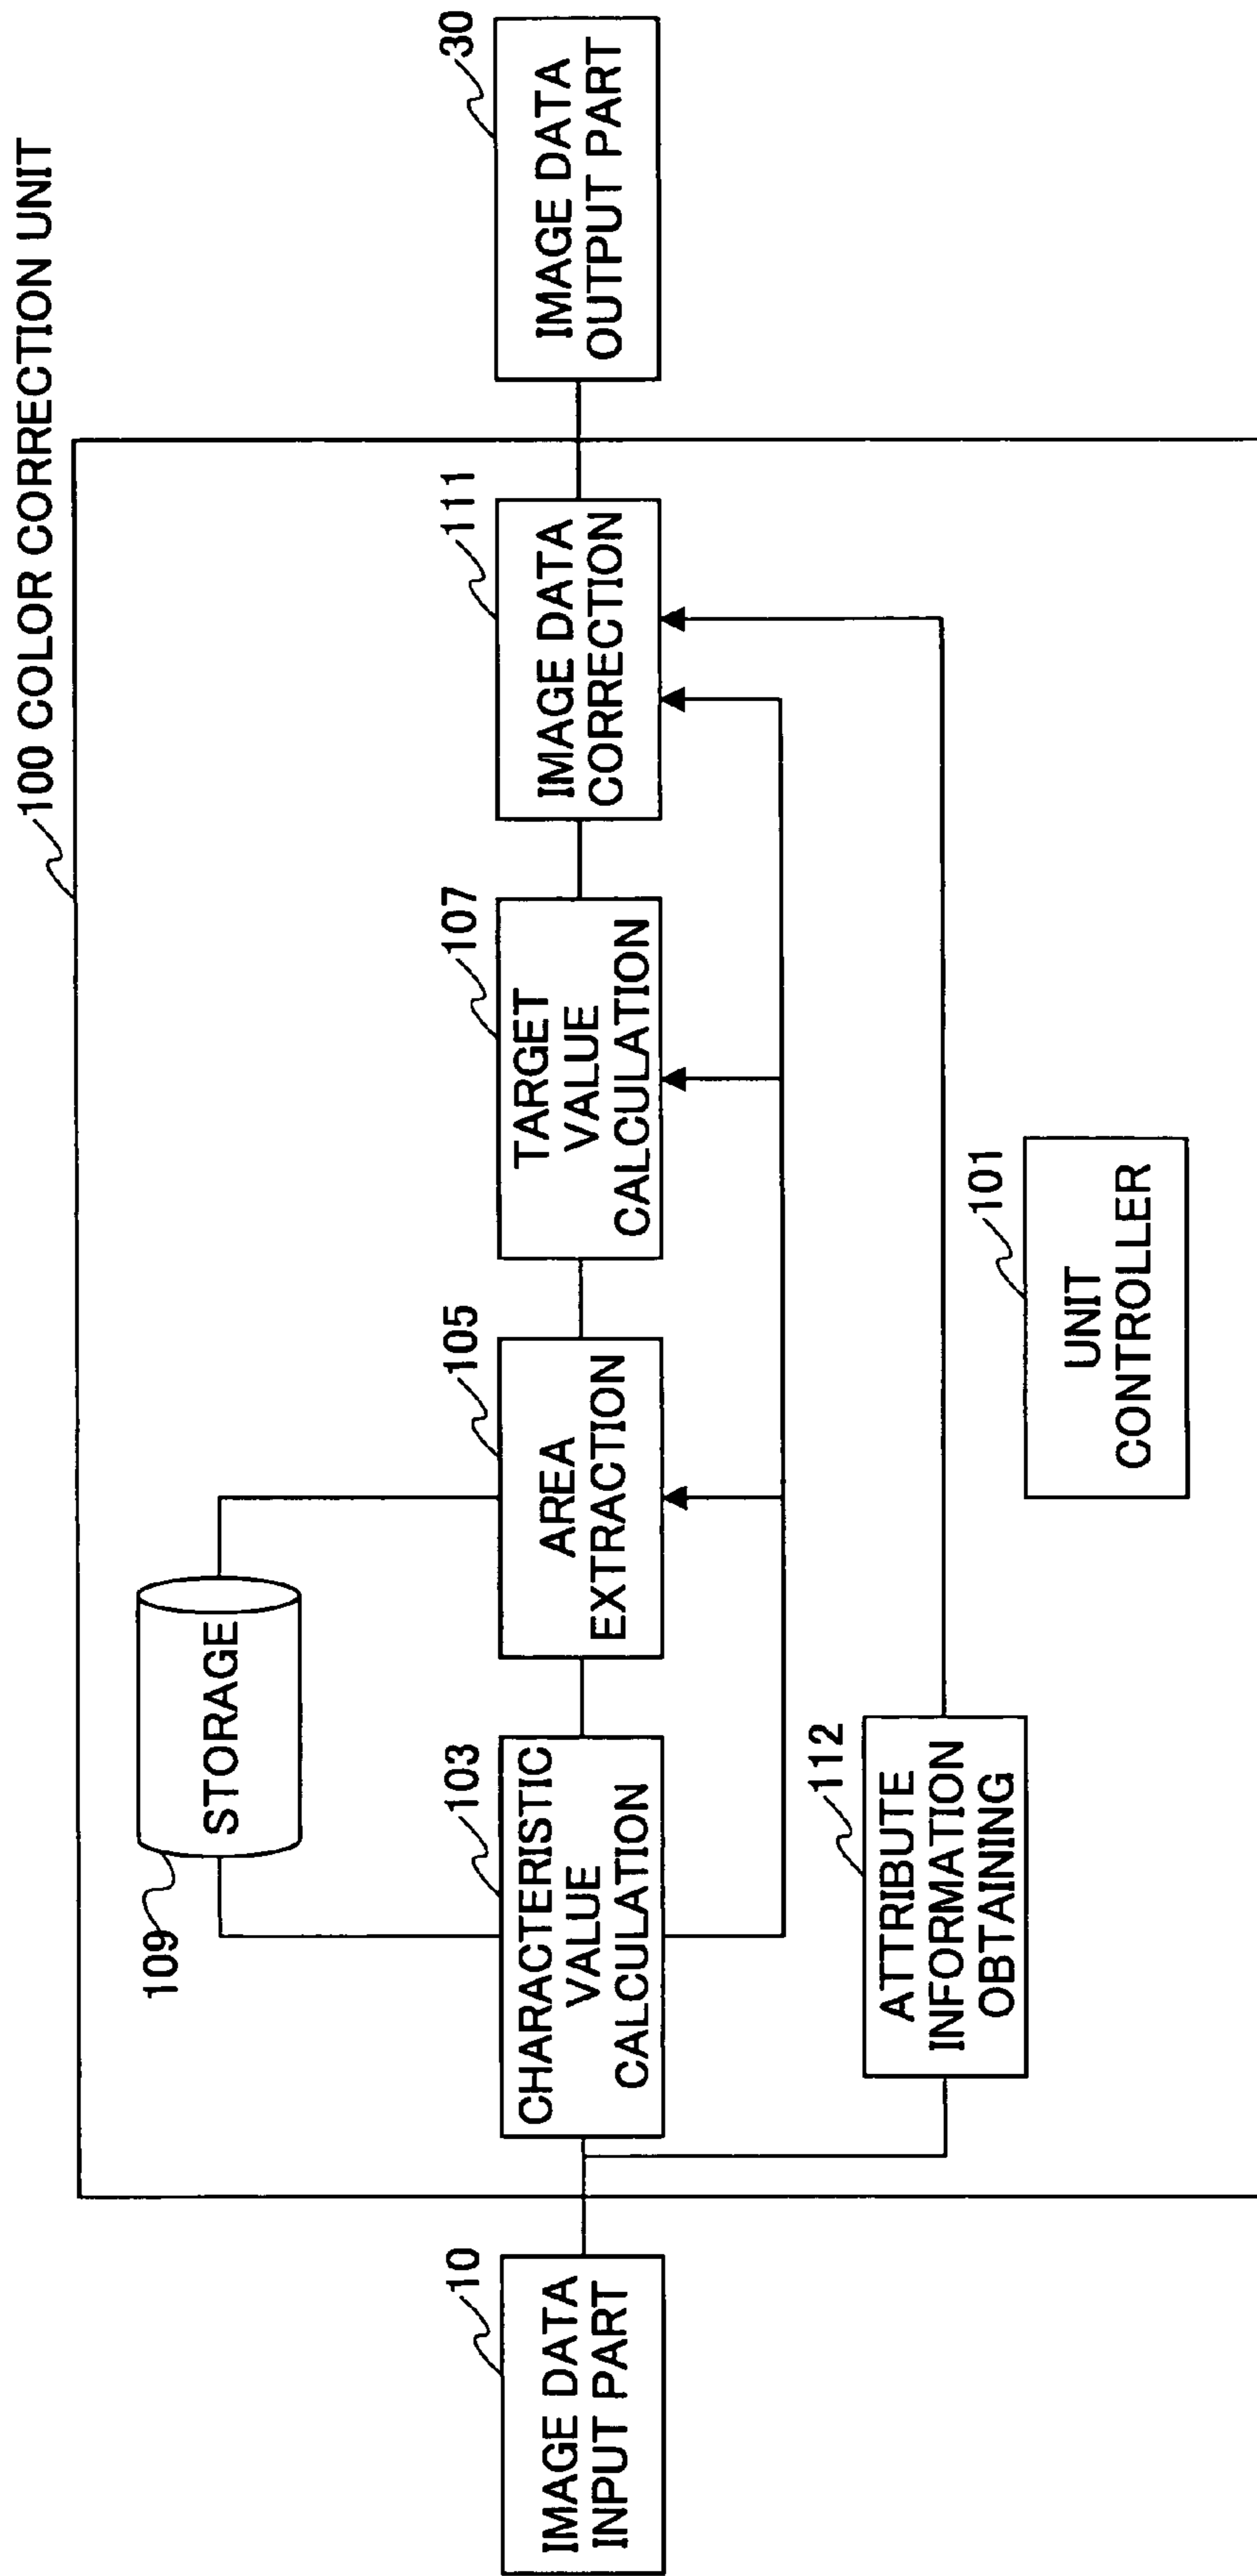 100 COLOR CORRECTION UNIT
10
IMAGE DATA
INPUT PART
109
STORAGE
103
CHARACTERISTIC
VALUE
CALCULATION
105
AREA
EXTRACTION
107
TARGET
VALUE
CALCULATION
111
IMAGE DATA
CORRECTION
30
IMAGE DATA
OUTPUT PART
112
ATTRIBUTE
INFORMATION
OBTAINING
101
UNIT
CONTROLLER